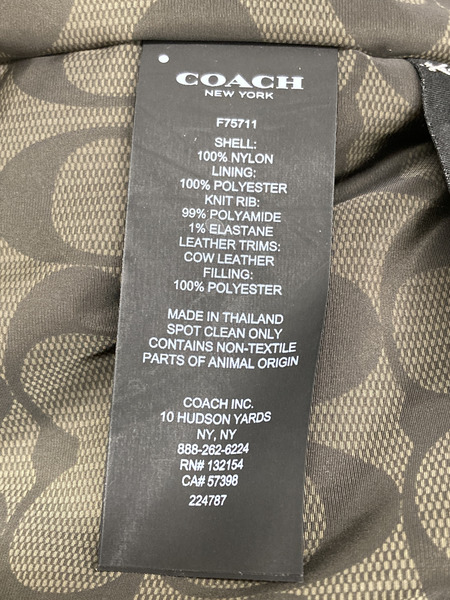 COACH
NEW YORK
F75711
SHELL:
100% NYLON
LINING:
100% POLYESTER
KNIT RIB:
99% POLYAMIDE
1% ELASTANE
LEATHER TRIMS:
COW LEATHER
FILLING:
100% POLYESTER
MADE IN THAILAND
SPOT CLEAN ONLY
CONTAINS NON-TEXTILE
PARTS OF ANIMAL ORIGIN
COACH INC.
10 HUDSON YARDS
NY, NY
888-262-6224
RN# 132154
CA# 57398
224787